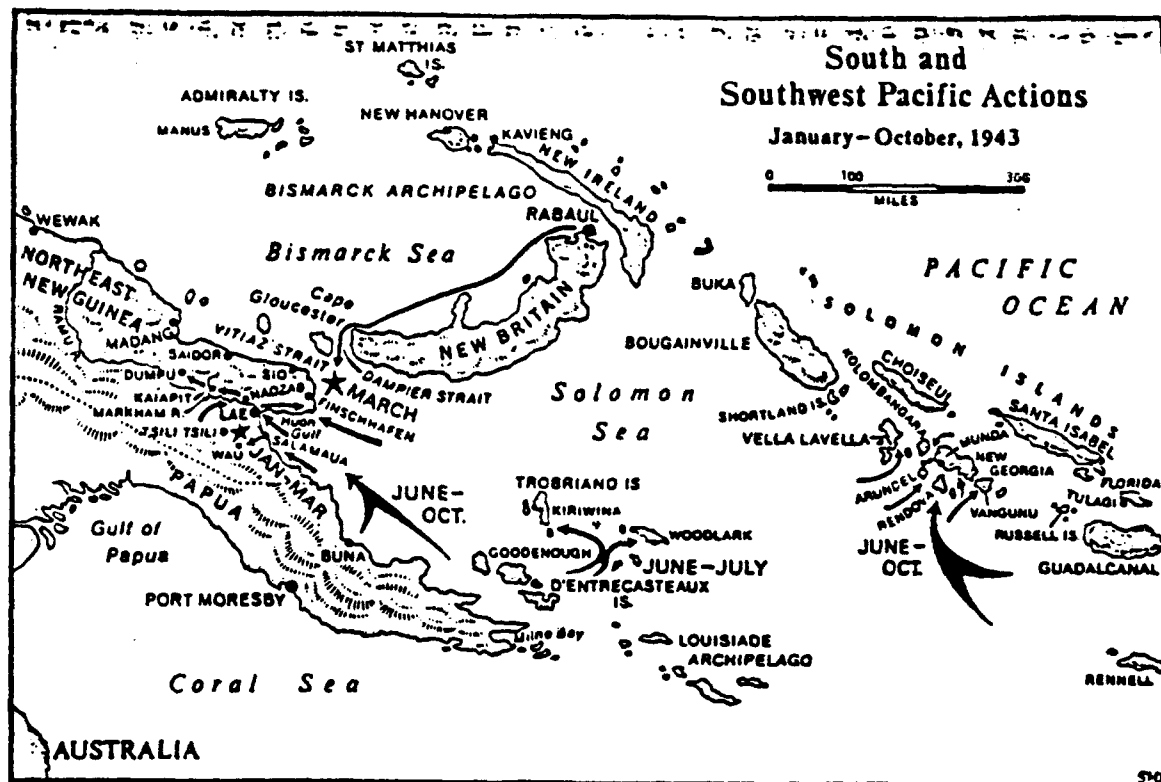 South and
Southwest Pacific Actions
January–October, 1943
0 100 300
MILES
ST MATTHIAS
IS.
ADMIRALTY IS.
MANUS
NEW HANOVER
KAVIENG
NEW IRELAND
BISMARCK ARCHIPELAGO
RABAUL
WEWAK
Bismarck Sea
NORTHEAST
NEW GUINEA
RAMU R.
Cape
Gloucester
NEW BRITAIN
BUKA
PACIFIC
OCEAN
SOLOMON ISLANDS
MADANG
VITIAZ STRAIT
SAIDOR
DUMPU
SIO
NADZAB
KAIAPIT
MARKHAM R.
MARCH
DAMPIER STRAIT
FINSCHHAFEN
LAE
Huon
Gulf
TSILI TSILI
SALAMAUA
WAU
JAN-MAR
BOUGAINVILLE
Solomon
Sea
CHOISEUL
KOLOMBANGARA
SHORTLAND IS.
VELLA LAVELLA
SANTA ISABEL
MUNDA
NEW
GEORGIA
FLORIDA
ARUNDEL
RENDOVA
VANGUNU
TULAGI
RUSSELL IS.
JUNE–
OCT.
GUADALCANAL
PAPUA
Gulf of
Papua
JUNE–
OCT.
TROBRIAND IS
KIRIWINA
WOODLARK
BUNA
GOODENOUGH
JUNE–JULY
D'ENTRECASTEAUX
IS.
PORT MORESBY
Milne Bay
LOUISIADE
ARCHIPELAGO
RENNELL
Coral Sea
AUSTRALIA